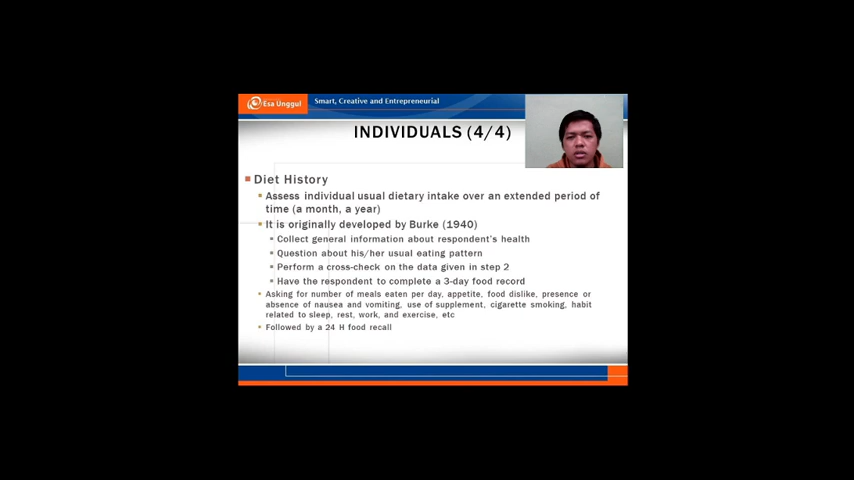 Esa Unggul
Smart, Creative and Entrepreneurial
INDIVIDUALS (4/4)
Diet History
Assess individual usual dietary intake over an extended period of
time (a month, a year)
It is originally developed by Burke (1940)
Collect general information about respondent's health
Question about his/her usual eating pattern
Perform a cross-check on the data given in step 2
Have the respondent to complete a 3-day food record
Asking for number of meals eaten per day, appetite, food dislike, presence or
absence of nausea and vomiting, use of supplement, cigarette smoking, habit
related to sleep, rest, work, and exercise, etc
Followed by a 24 H food recall